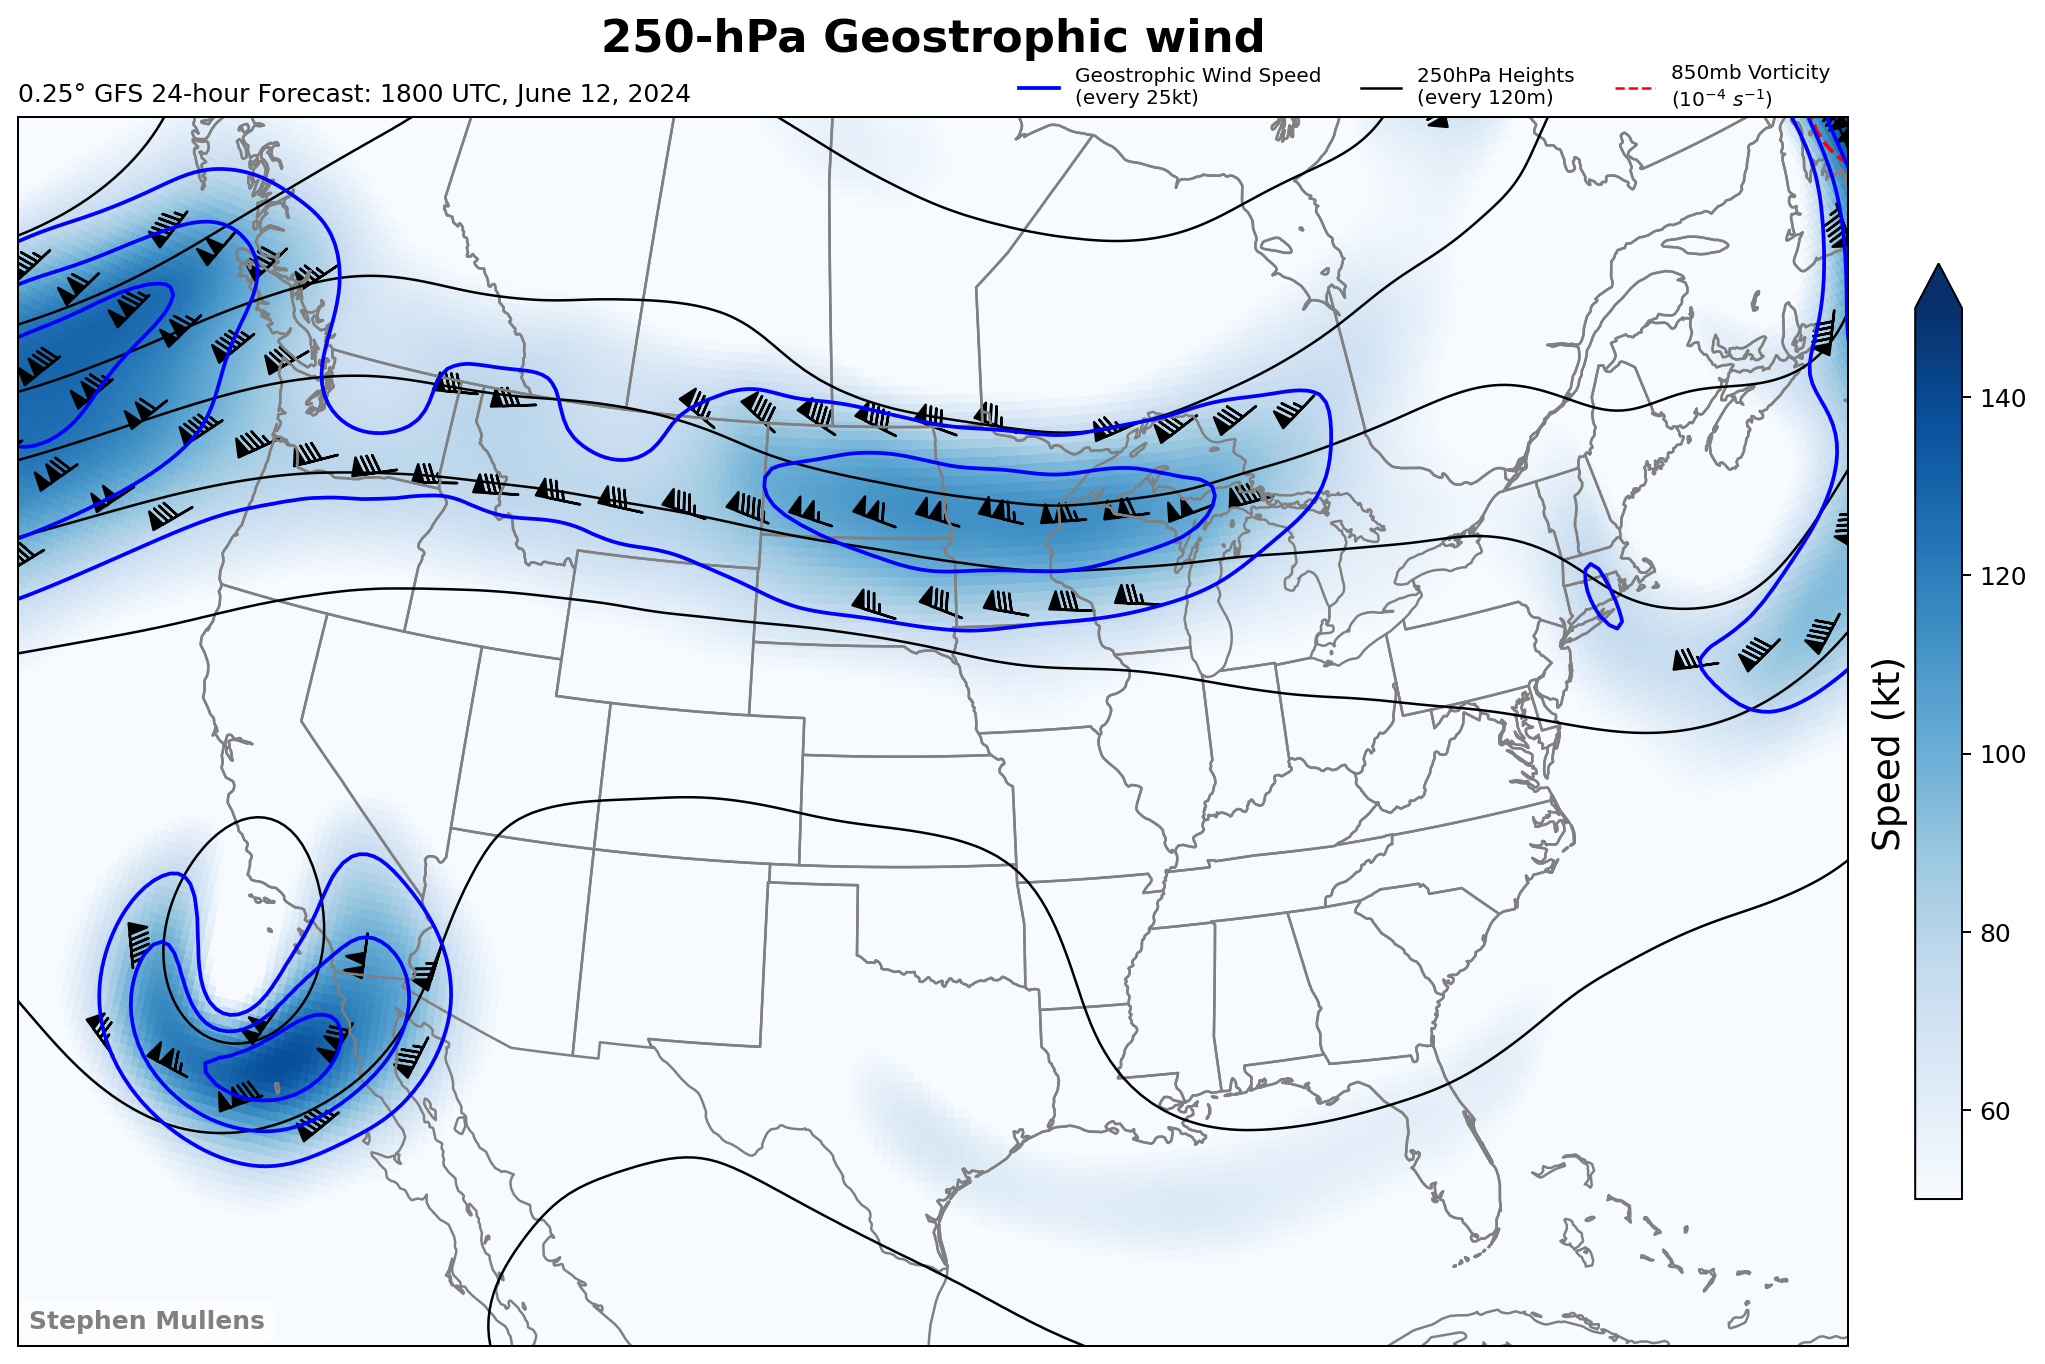 250-hPa Geostrophic wind
0.25° GFS 24-hour Forecast: 1800 UTC, June 12, 2024
Geostrophic Wind Speed
(every 25kt)
250hPa Heights
(every 120m)
850mb Vorticity
(10⁻⁴ s⁻¹)
140
120
100
80
60
Speed (kt)
Stephen Mullens